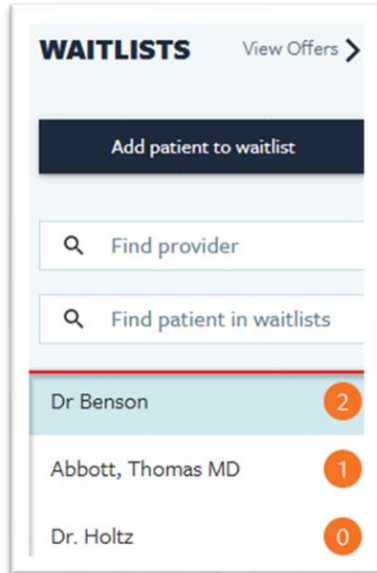 WAITLISTS View Offers
Add patient to waitlist
Find provider
Find patient in waitlists
Dr Benson 2
Abbott, Thomas MD 1
Dr. Holtz 0